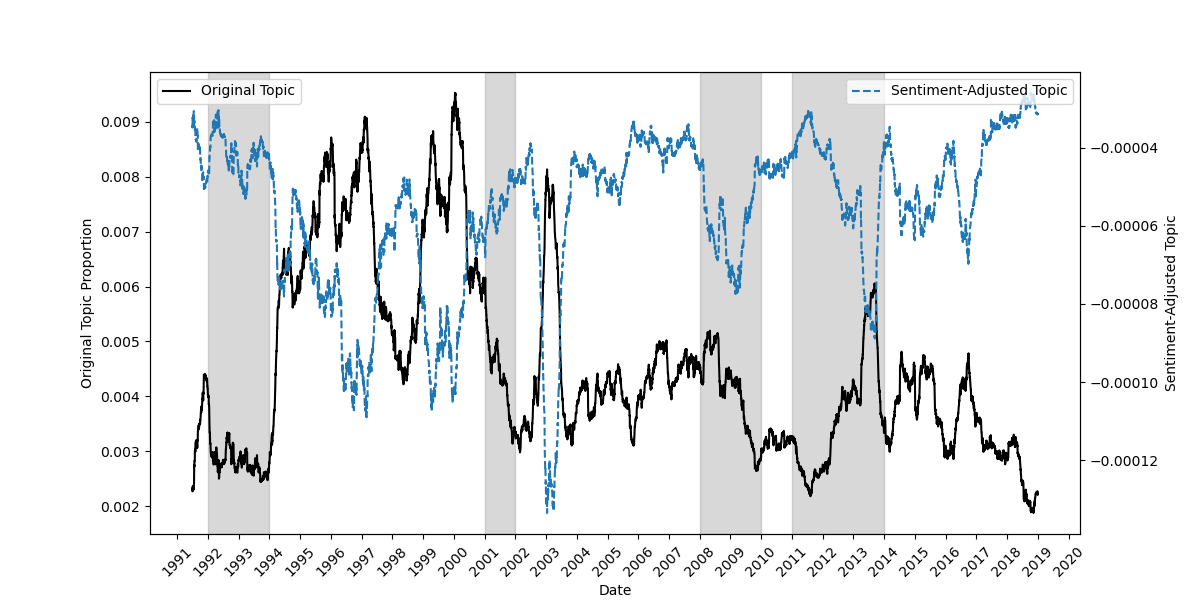 Original Topic
Sentiment-Adjusted Topic
0.009
0.008
0.007
0.006
0.005
0.004
0.003
0.002
Original Topic Proportion
−0.00004
−0.00006
−0.00008
−0.00010
−0.00012
Sentiment-Adjusted Topic
1991 1992 1993 1994 1995 1996 1997 1998 1999 2000 2001 2002 2003 2004 2005 2006 2007 2008 2009 2010 2011 2012 2013 2014 2015 2016 2017 2018 2019 2020
Date